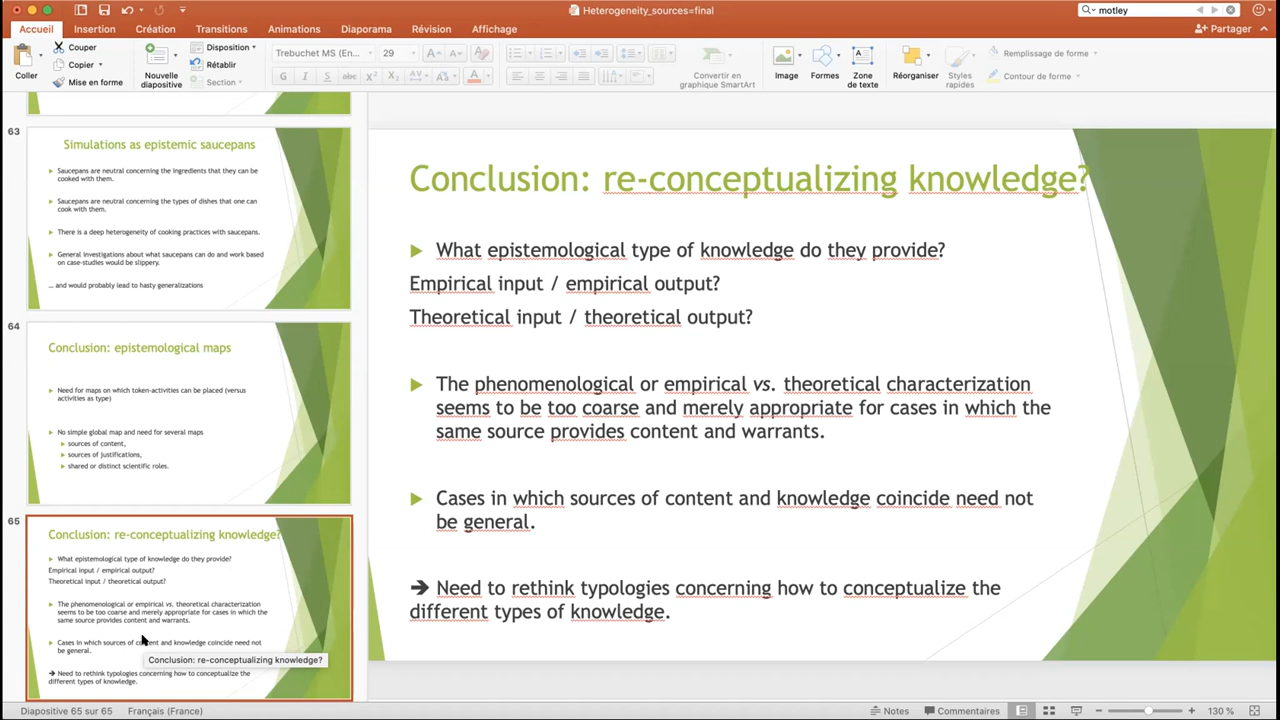 Heterogeneity_sources=final
motley
Accueil Insertion Création Transitions Animations Diaporama Révision Affichage Partager
Coller
Couper
Copier
Mise en forme
Nouvelle
diapositive
Disposition
Rétablir
Section
Trebuchet MS (En... 29
G I S abc X² X₂ AV Aa A
Convertir en
graphique SmartArt
Image
Formes
Zone
de texte
Réorganiser
Styles
rapides
Remplissage de forme
Contour de forme
63
Simulations as epistemic saucepans
Saucepans are neutral concerning the ingredients that they can be
cooked with them.
Saucepans are neutral concerning the types of dishes that one can
cook with them.
There is a deep heterogeneity of cooking practices with saucepans.
General investigations about what saucepans can do and work based
on case-studies would be slippery.
... and would probably lead to hasty generalizations
64
Conclusion: epistemological maps
Need for maps on which token-activities can be placed (versus
activities as type)
No simple global map and need for several maps
sources of content,
sources of justifications,
shared or distinct scientific roles.
65
Conclusion: re-conceptualizing knowledge?
What epistemological type of knowledge do they provide?
Empirical input / empirical output?
Theoretical input / theoretical output?
The phenomenological or empirical vs. theoretical characterization
seems to be too coarse and merely appropriate for cases in which the
same source provides content and warrants.
Cases in which sources of content and knowledge coincide need not
be general.
Conclusion: re-conceptualizing knowledge?
➔ Need to rethink typologies concerning how to conceptualize the
different types of knowledge.
Conclusion: re-conceptualizing knowledge?
What epistemological type of knowledge do they provide?
Empirical input / empirical output?
Theoretical input / theoretical output?
The phenomenological or empirical vs. theoretical characterization
seems to be too coarse and merely appropriate for cases in which the
same source provides content and warrants.
Cases in which sources of content and knowledge coincide need not
be general.
➔ Need to rethink typologies concerning how to conceptualize the
different types of knowledge.
Diapositive 65 sur 65 Français (France) Notes Commentaires 130 %